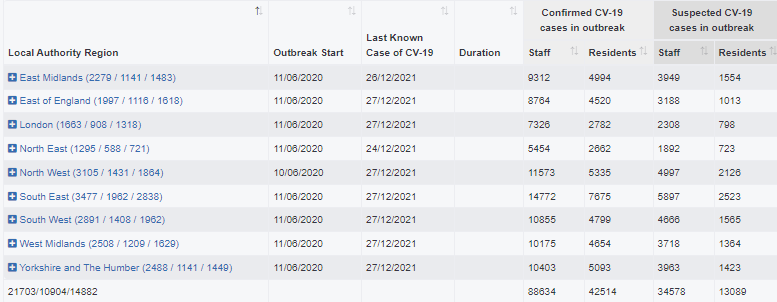 Confirmed CV-19 Suspected CV-19
Last Known cases in outbreak cases in outbreak
Local Authority Region Outbreak Start Case of CV-19 Duration Staff Residents Staff Residents
East Midlands (2279 / 1141 / 1483) 11/06/2020 26/12/2021 9312 4994 3949 1554
East of England (1997 / 1116 / 1618) 11/06/2020 27/12/2021 8764 4520 3188 1013
London (1663 / 908 / 1318) 11/06/2020 27/12/2021 7326 2782 2308 798
North East (1295 / 588 / 721) 11/06/2020 24/12/2021 5454 2662 1892 723
North West (3105 / 1431 / 1864) 10/06/2020 27/12/2021 11573 5335 4997 2126
South East (3477 / 1962 / 2838) 11/06/2020 27/12/2021 14772 7675 5897 2523
South West (2891 / 1408 / 1962) 11/06/2020 27/12/2021 10855 4799 4666 1565
West Midlands (2508 / 1209 / 1629) 11/06/2020 27/12/2021 10175 4654 3718 1364
Yorkshire and The Humber (2488 / 1141 / 1449) 11/06/2020 27/12/2021 10403 5093 3963 1423
21703/10904/14882 88634 42514 34578 13089